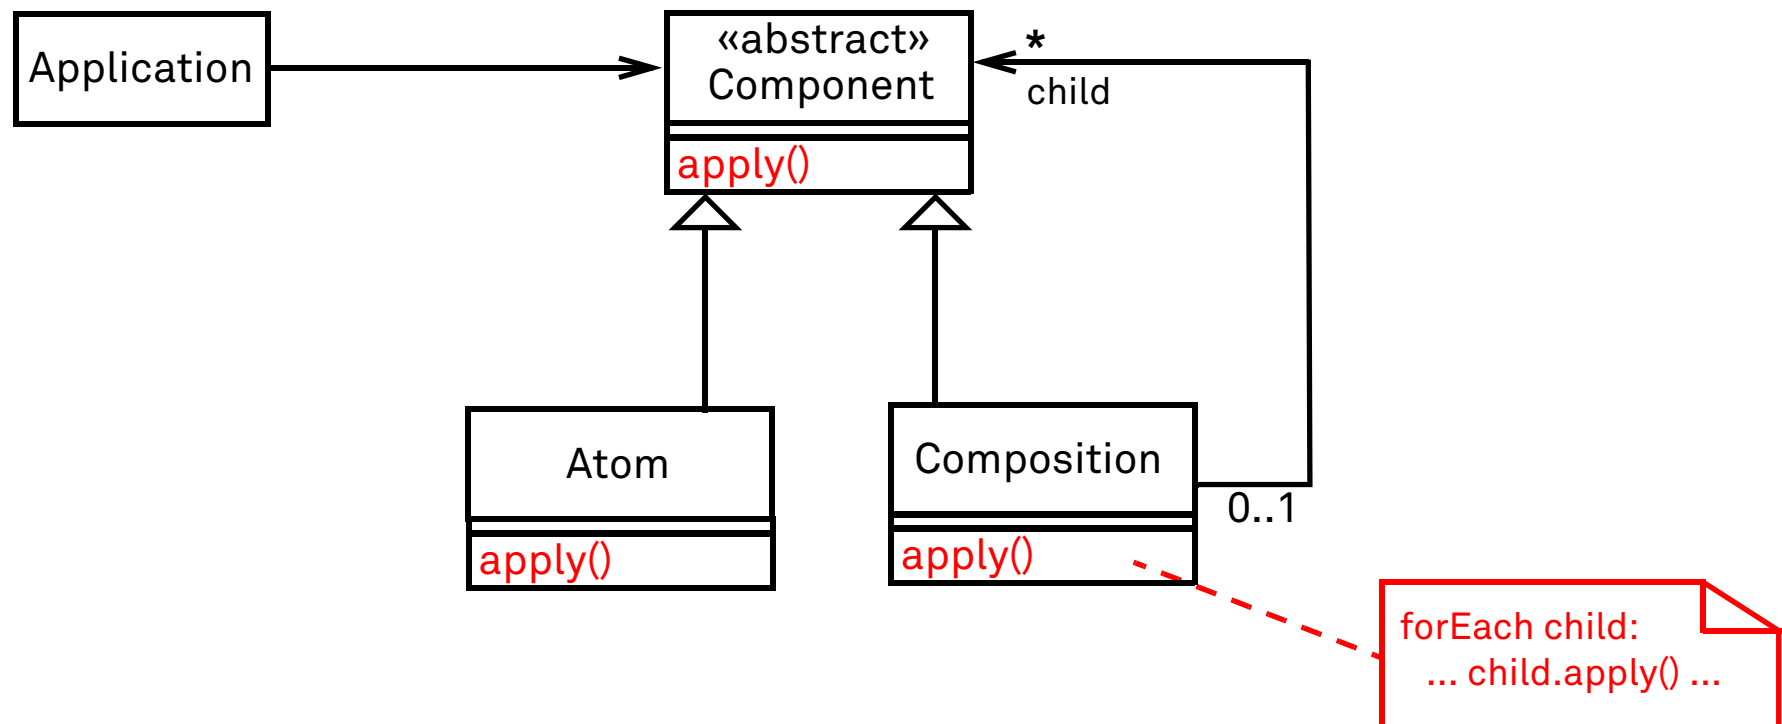 Application
«abstract»
Component
apply()
*
child
Atom
apply()
Composition
apply()
0..1
forEach child:
... child.apply() ...